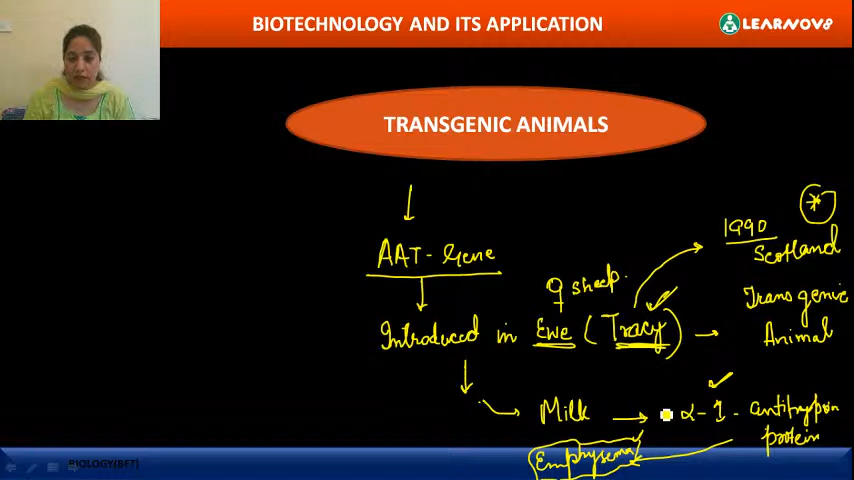 BIOTECHNOLOGY AND ITS APPLICATION
LEARNOV8
TRANSGENIC ANIMALS
1990
Scotland
AAT - Gene
♀ sheep.
Transgenic
Animal
Introduced in Ewe (Tracy)
Milk → α-1- antitrypsin
protein
Emphysema
BIOLOGY(BFT)